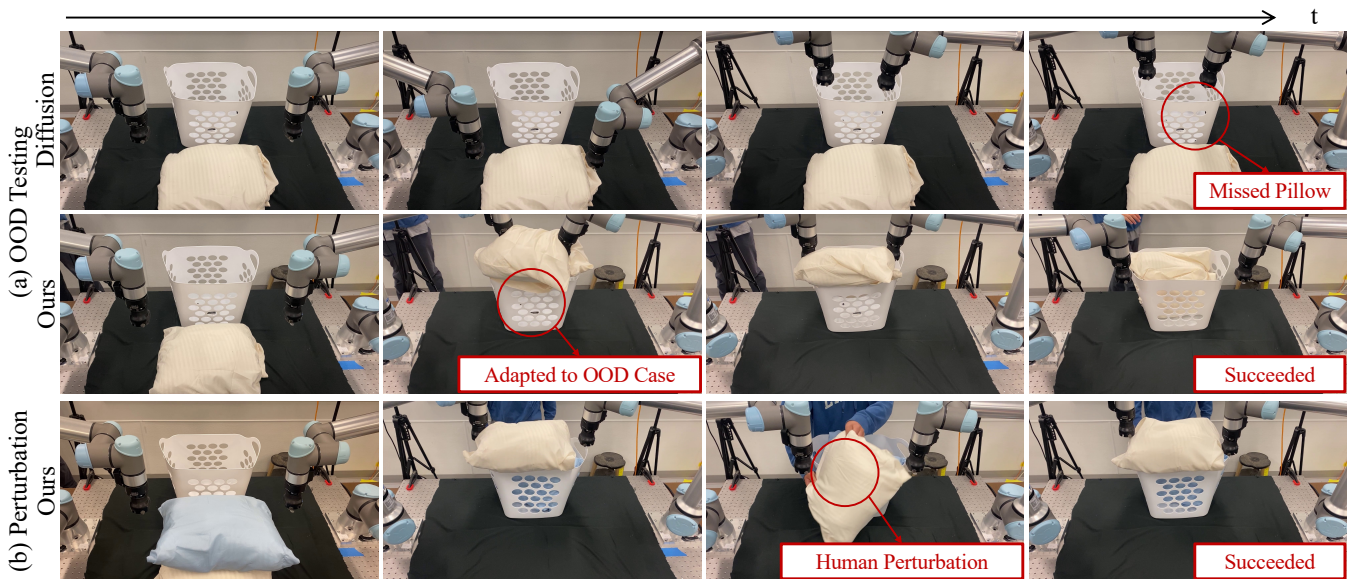 t
(a) OOD Testing
Diffusion
Missed Pillow
Ours
Adapted to OOD Case
Succeeded
(b) Perturbation
Ours
Human Perturbation
Succeeded